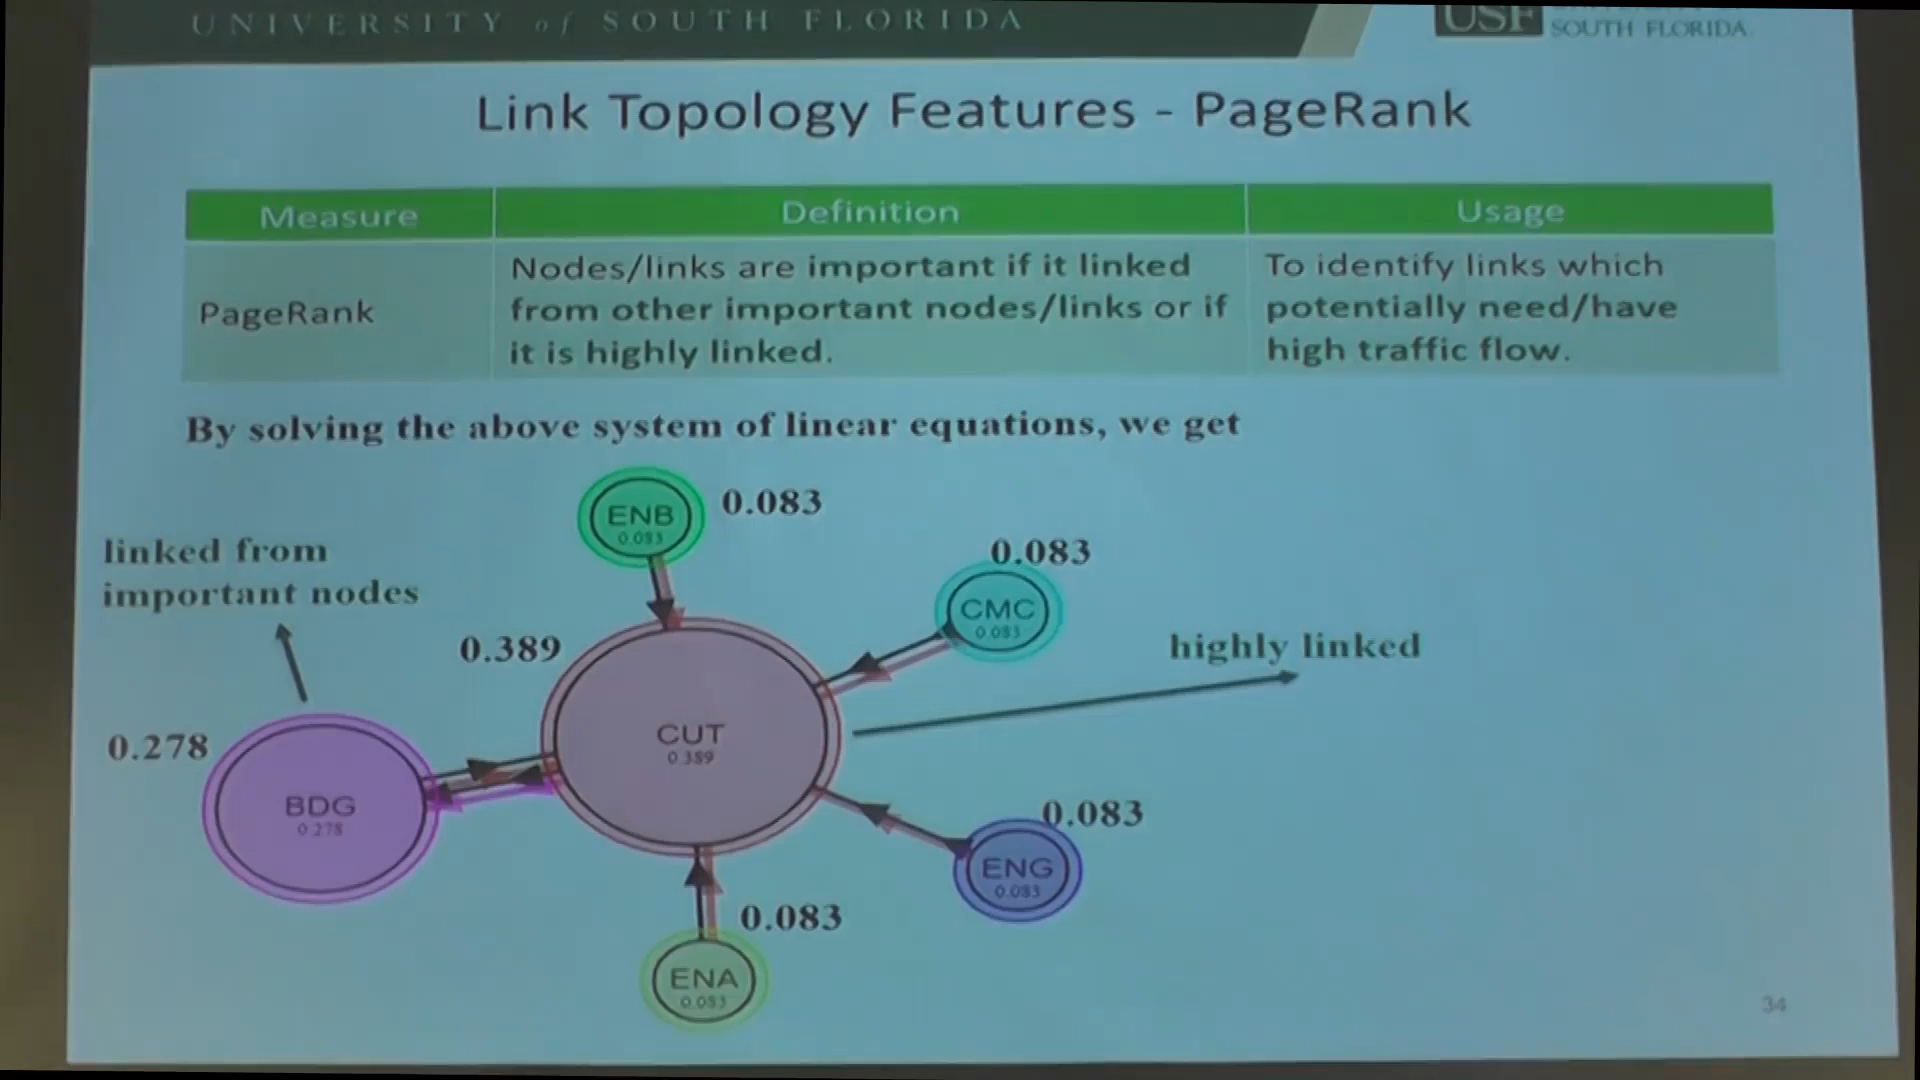 UNIVERSITY of SOUTH FLORIDA
USF
SOUTH FLORIDA
Link Topology Features - PageRank
Measure
Definition
Usage
PageRank
Nodes/links are important if it linked
from other important nodes/links or if
it is highly linked.
To identify links which
potentially need/have
high traffic flow.
By solving the above system of linear equations, we get
ENB
0.083
0.083
linked from
important nodes
0.083
CMC
0.083
0.389
highly linked
CUT
0.389
0.278
BDG
0.278
0.083
ENG
0.083
0.083
ENA
0.083
34